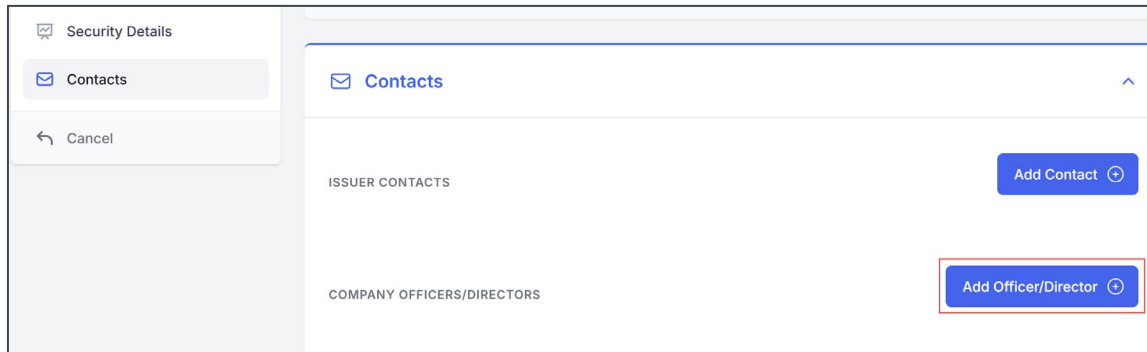 Security Details
Contacts
Cancel
Contacts
ISSUER CONTACTS
Add Contact
COMPANY OFFICERS/DIRECTORS
Add Officer/Director